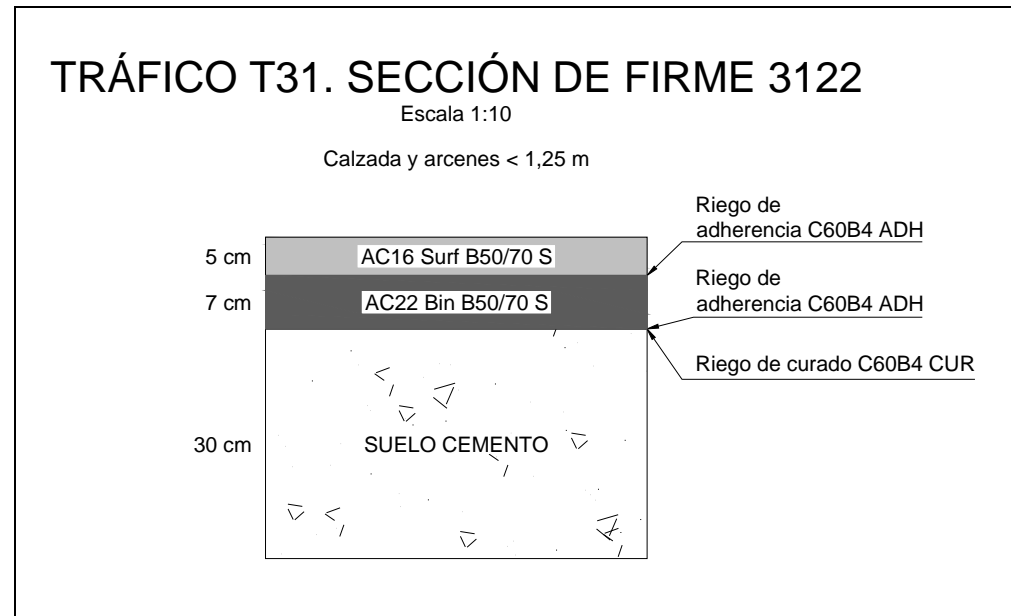 TRÁFICO T31. SECCIÓN DE FIRME 3122
Escala 1:10
Calzada y arcenes < 1,25 m
Riego de
adherencia C60B4 ADH
5 cm
AC16 Surf B50/70 S
Riego de
adherencia C60B4 ADH
7 cm
AC22 Bin B50/70 S
Riego de curado C60B4 CUR
30 cm
SUELO CEMENTO